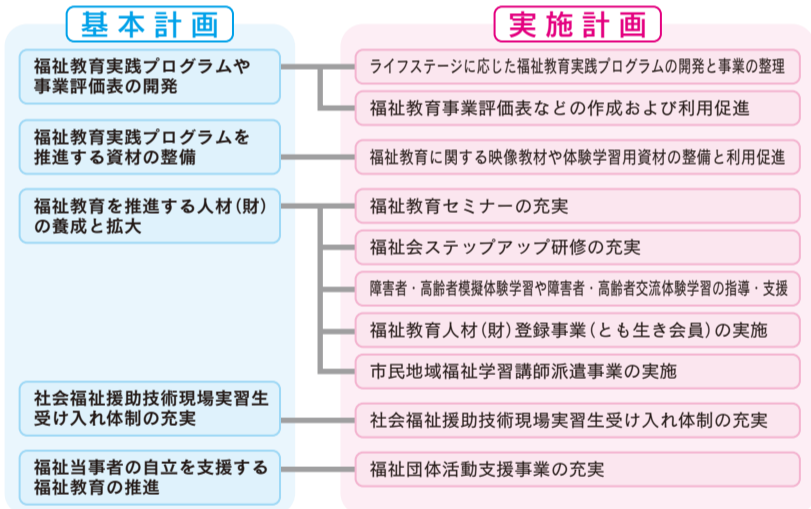 基本計画
実施計画
福祉教育実践プログラムや
事業評価表の開発
ライフステージに応じた福祉教育実践プログラムの開発と事業の整理
福祉教育事業評価表などの作成および利用促進
福祉教育実践プログラムを
推進する資材の整備
福祉教育に関する映像教材や体験学習用資材の整備と利用促進
福祉教育を推進する人材(財)
の養成と拡大
福祉教育セミナーの充実
福祉会ステップアップ研修の充実
障害者・高齢者模擬体験学習や障害者・高齢者交流体験学習の指導・支援
福祉教育人材(財)登録事業(とも生き会員)の実施
市民地域福祉学習講師派遣事業の実施
社会福祉援助技術現場実習生
受け入れ体制の充実
社会福祉援助技術現場実習生受け入れ体制の充実
福祉当事者の自立を支援する
福祉教育の推進
福祉団体活動支援事業の充実